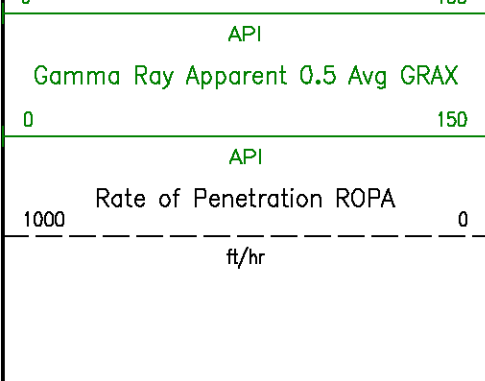 API
Gamma Ray Apparent 0.5 Avg GRAX
0 150
API
Rate of Penetration ROPA
1000 0
ft/hr